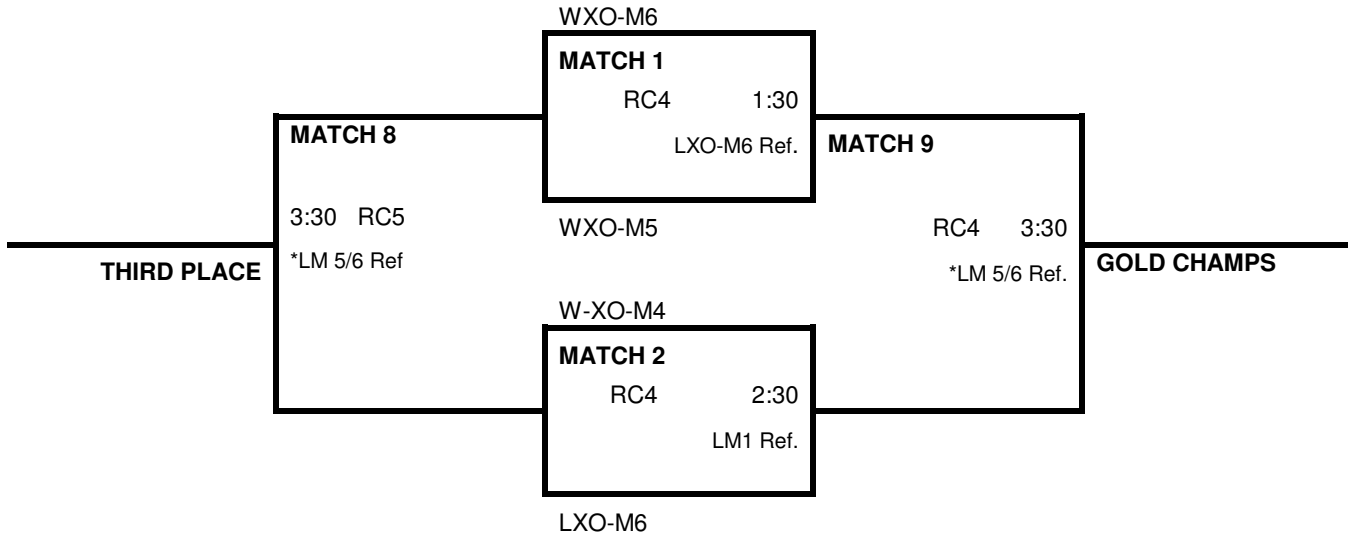 WXO-M6
MATCH 1
RC4 1:30
LXO-M6 Ref.
WXO-M5
MATCH 8
3:30 RC5
*LM 5/6 Ref
THIRD PLACE
MATCH 9
RC4 3:30
*LM 5/6 Ref.
GOLD CHAMPS
W-XO-M4
MATCH 2
RC4 2:30
LM1 Ref.
LXO-M6